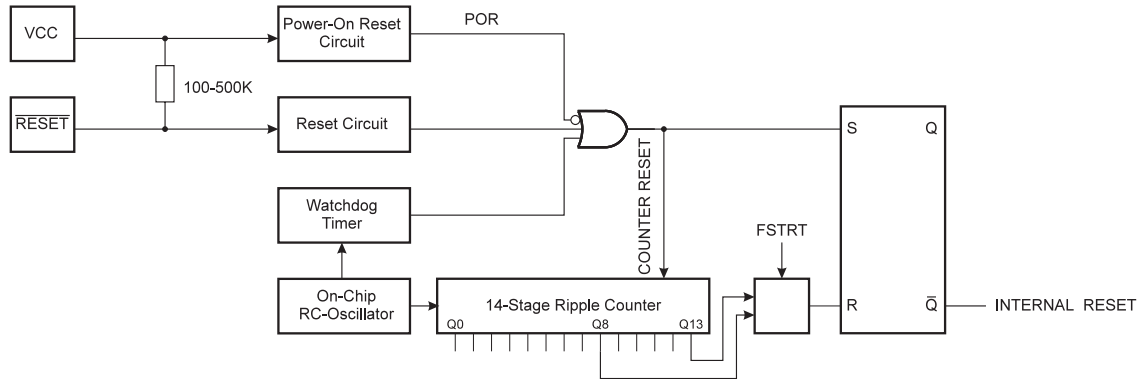 VCC
Power-On Reset
Circuit
POR
100-500K
RESET
Reset Circuit
S
Q
COUNTER RESET
Watchdog
Timer
FSTRT
On-Chip
RC-Oscillator
14-Stage Ripple Counter
Q0
Q8
Q13
R
Q̅
INTERNAL RESET